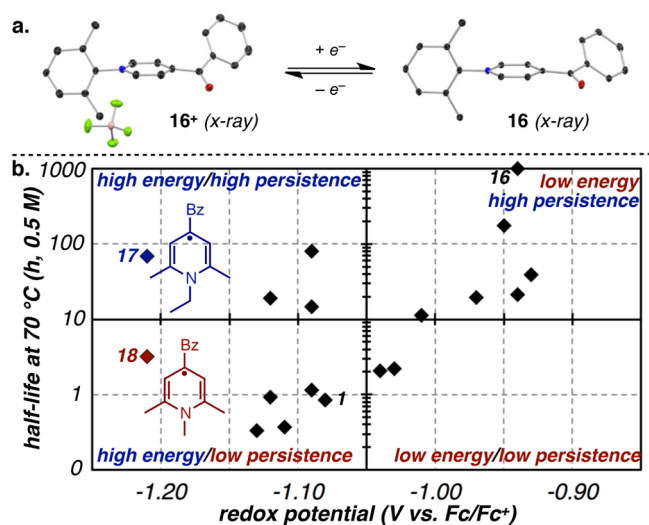 a.
+ e⁻
− e⁻
16⁺ (x-ray)
16 (x-ray)
b.
half-life at 70 °C (h, 0.5 M)
1000
100
10
1
0
high energy/high persistence
16
low energy
high persistence
Bz
17
N
Bz
18
N
1
high energy/low persistence
low energy/low persistence
-1.20
-1.10
-1.00
-0.90
redox potential (V vs. Fc/Fc⁺)